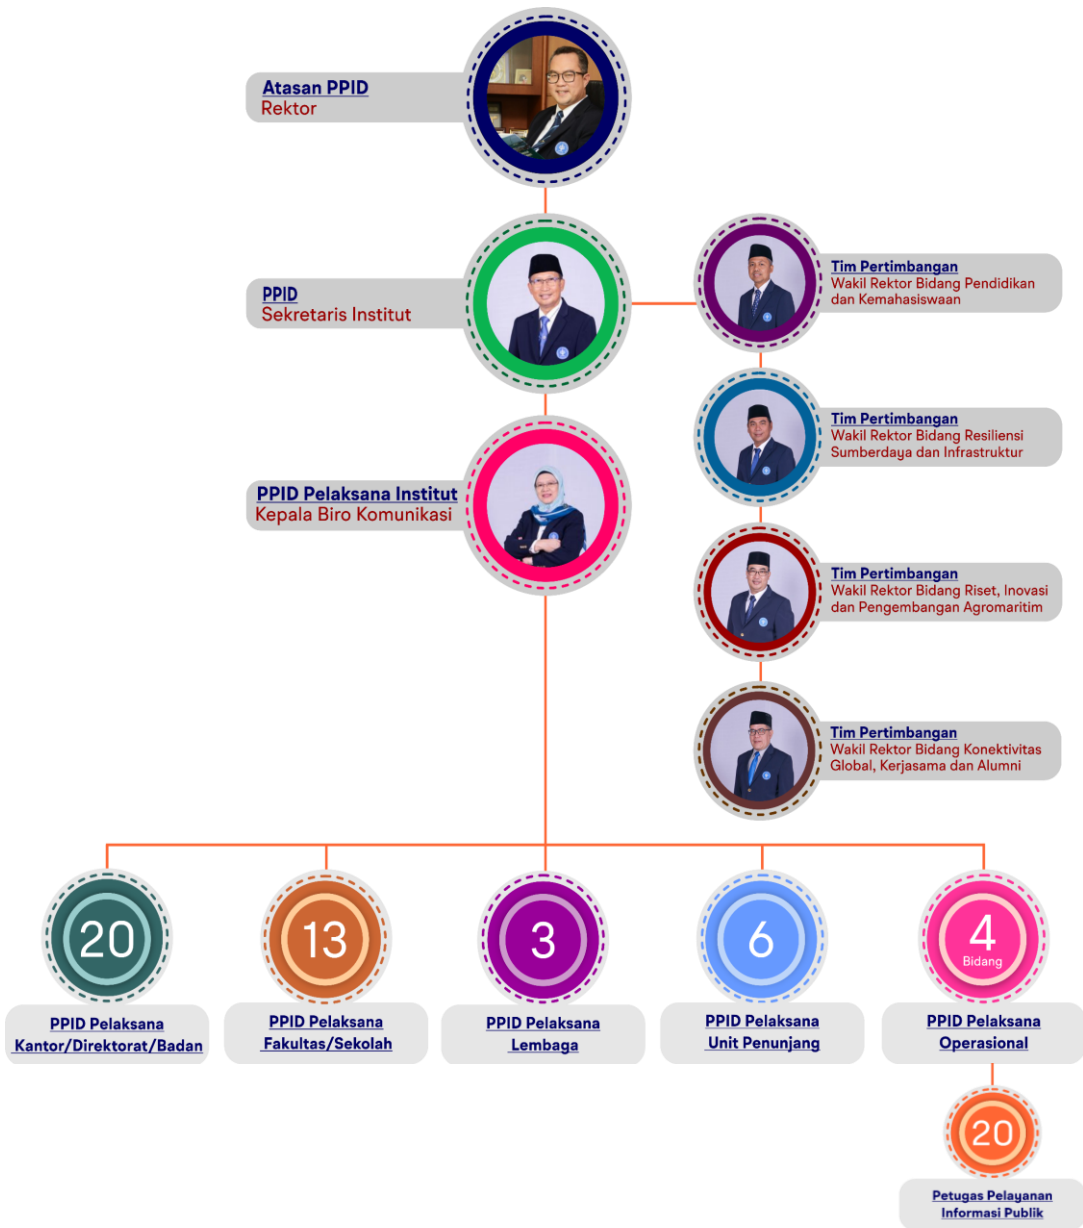 Atasan PPID
Rektor
PPID
Sekretaris Institut
Tim Pertimbangan
Wakil Rektor Bidang Pendidikan
dan Kemahasiswaan
Tim Pertimbangan
Wakil Rektor Bidang Resiliensi
Sumberdaya dan Infrastruktur
PPID Pelaksana Institut
Kepala Biro Komunikasi
Tim Pertimbangan
Wakil Rektor Bidang Riset, Inovasi
dan Pengembangan Agromaritim
Tim Pertimbangan
Wakil Rektor Bidang Konektivitas
Global, Kerjasama dan Alumni
20
PPID Pelaksana
Kantor/Direktorat/Badan
13
PPID Pelaksana
Fakultas/Sekolah
3
PPID Pelaksana
Lembaga
6
PPID Pelaksana
Unit Penunjang
4
Bidang
PPID Pelaksana
Operasional
20
Petugas Pelayanan
Informasi Publik